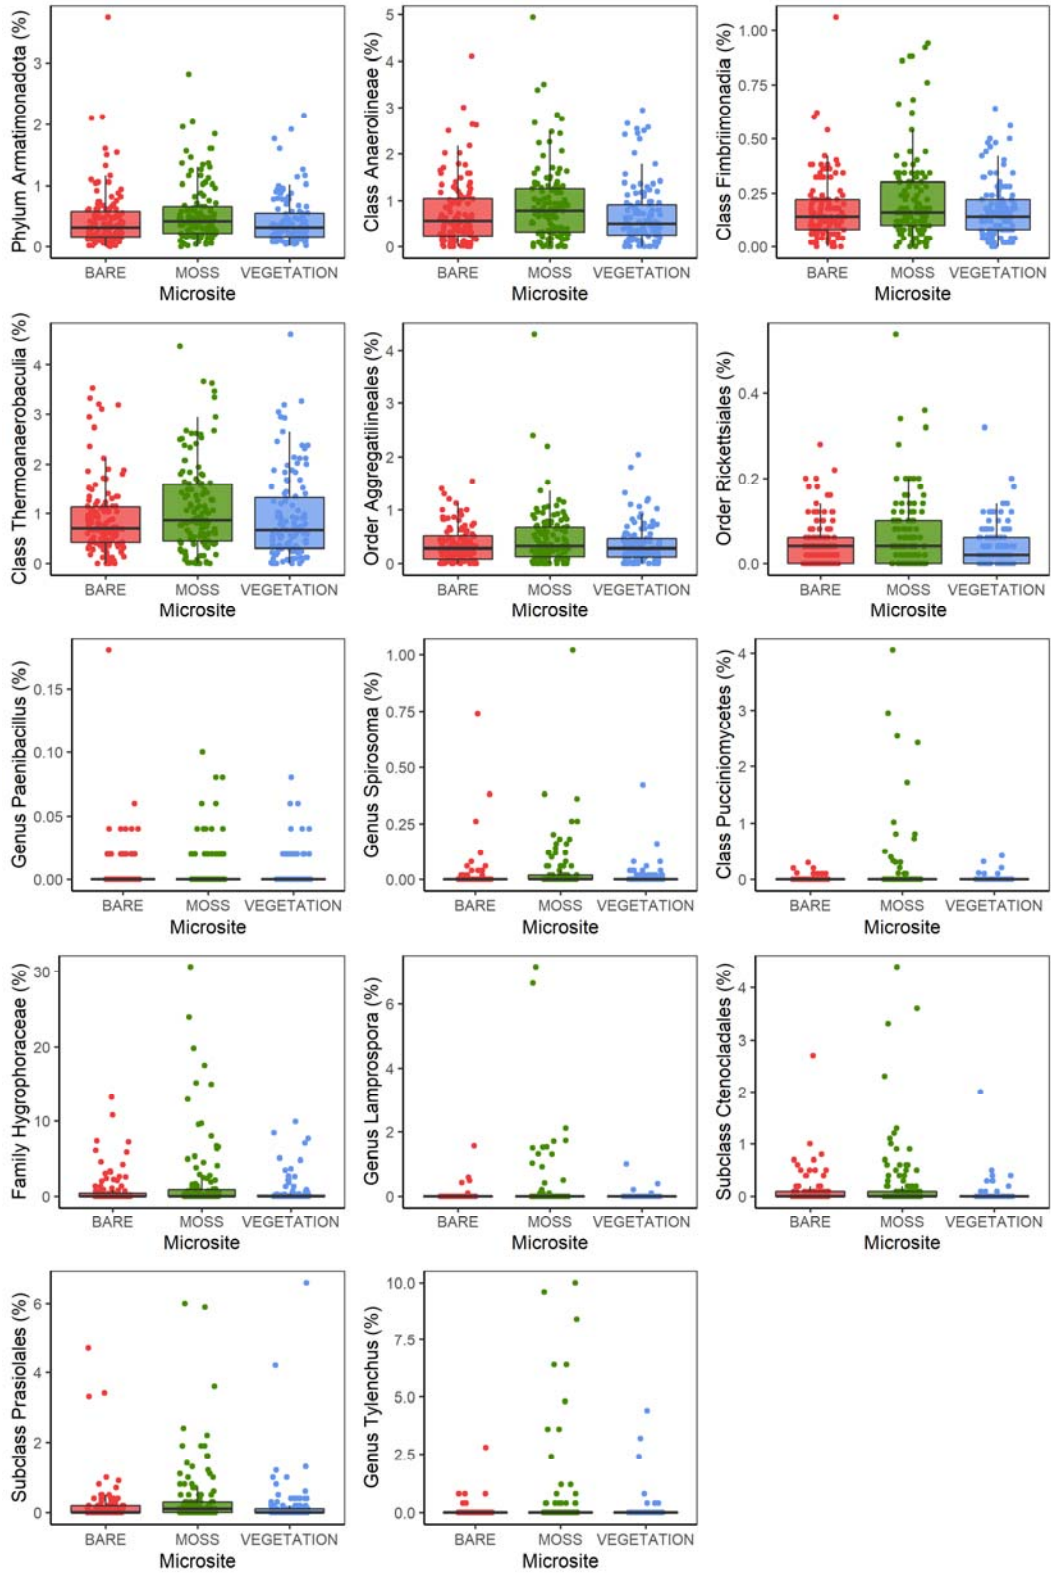 Phylum Armatimonadota (%)
3
2
1
0
BARE MOSS VEGETATION
Microsite
Class Anaerolineae (%)
5
4
3
2
1
0
BARE MOSS VEGETATION
Microsite
Class Fimbriimonadia (%)
1.00
0.75
0.50
0.25
0.00
BARE MOSS VEGETATION
Microsite
Class Thermoanaerobaculia (%)
4
3
2
1
0
BARE MOSS VEGETATION
Microsite
Order Aggregatilineales (%)
4
3
2
1
0
BARE MOSS VEGETATION
Microsite
Order Rickettsiales (%)
0.4
0.2
0.0
BARE MOSS VEGETATION
Microsite
Genus Paenibacillus (%)
0.15
0.10
0.05
0.00
BARE MOSS VEGETATION
Microsite
Genus Spirosoma (%)
1.00
0.75
0.50
0.25
0.00
BARE MOSS VEGETATION
Microsite
Class Pucciniomycetes (%)
4
3
2
1
0
BARE MOSS VEGETATION
Microsite
Family Hygrophoraceae (%)
30
20
10
0
BARE MOSS VEGETATION
Microsite
Genus Lamprospora (%)
6
4
2
0
BARE MOSS VEGETATION
Microsite
Subclass Ctenocladales (%)
4
3
2
1
0
BARE MOSS VEGETATION
Microsite
Subclass Prasiolales (%)
6
4
2
0
BARE MOSS VEGETATION
Microsite
Genus Tylenchus (%)
10.0
7.5
5.0
2.5
0.0
BARE MOSS VEGETATION
Microsite